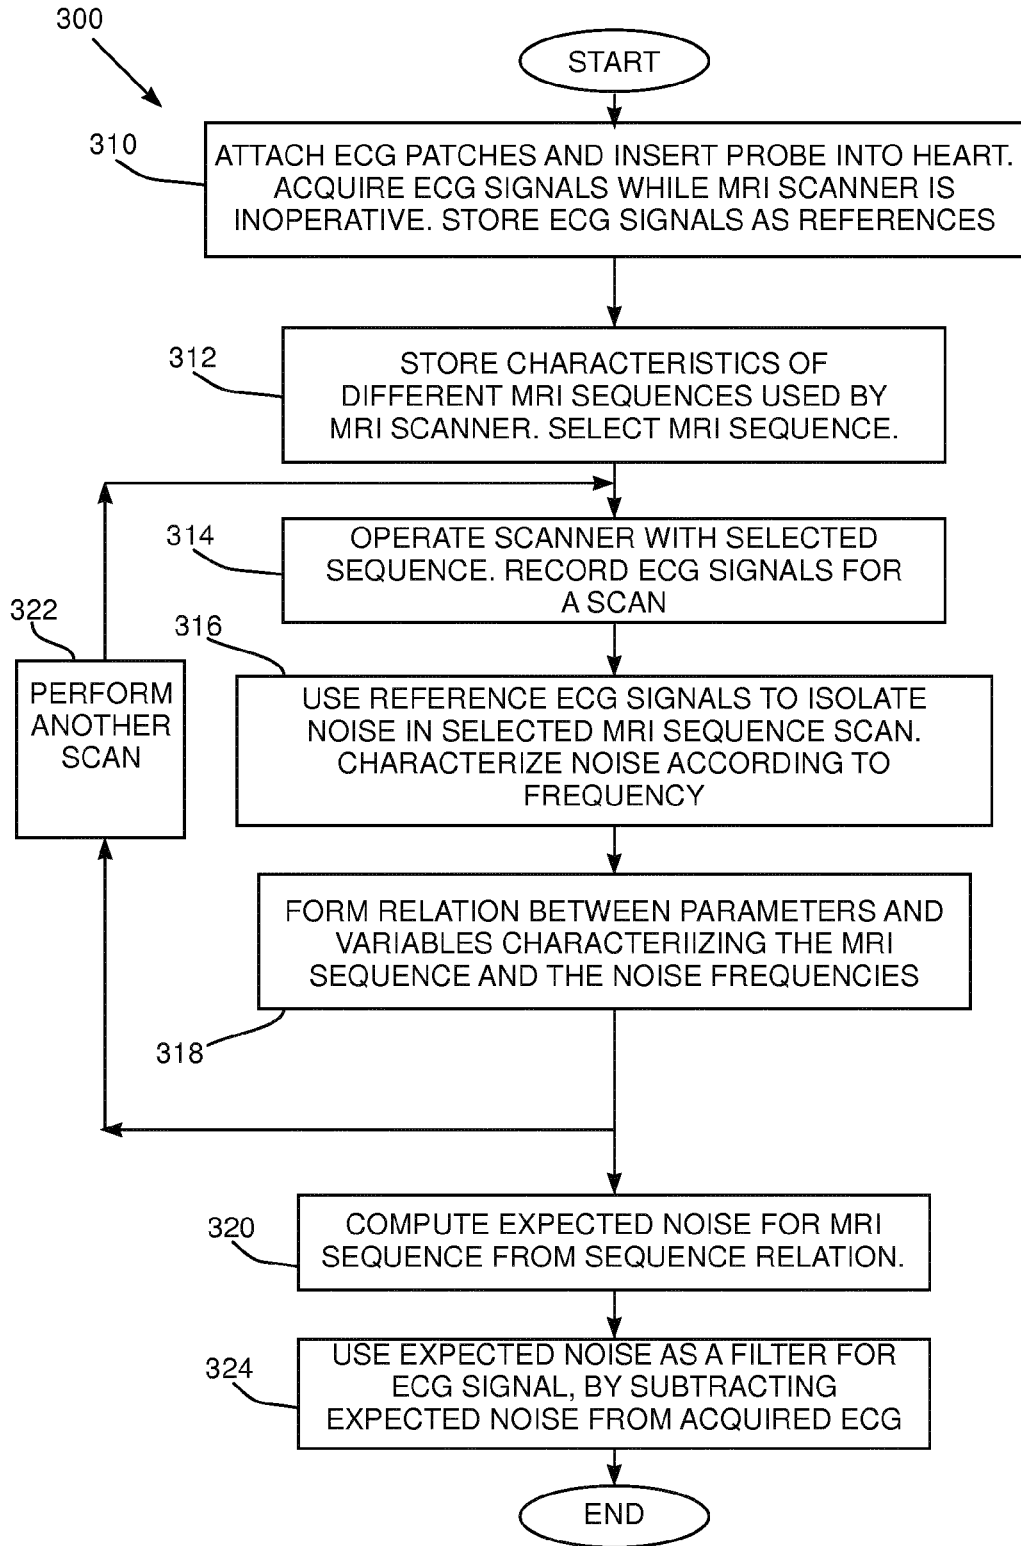 300
START
310
ATTACH ECG PATCHES AND INSERT PROBE INTO HEART.
ACQUIRE ECG SIGNALS WHILE MRI SCANNER IS
INOPERATIVE. STORE ECG SIGNALS AS REFERENCES
312
STORE CHARACTERISTICS OF
DIFFERENT MRI SEQUENCES USED BY
MRI SCANNER. SELECT MRI SEQUENCE.
314
OPERATE SCANNER WITH SELECTED
SEQUENCE. RECORD ECG SIGNALS FOR
A SCAN
322
PERFORM
ANOTHER
SCAN
316
USE REFERENCE ECG SIGNALS TO ISOLATE
NOISE IN SELECTED MRI SEQUENCE SCAN.
CHARACTERIZE NOISE ACCORDING TO
FREQUENCY
FORM RELATION BETWEEN PARAMETERS AND
VARIABLES CHARACTERIIZING THE MRI
SEQUENCE AND THE NOISE FREQUENCIES
318
320
COMPUTE EXPECTED NOISE FOR MRI
SEQUENCE FROM SEQUENCE RELATION.
324
USE EXPECTED NOISE AS A FILTER FOR
ECG SIGNAL, BY SUBTRACTING
EXPECTED NOISE FROM ACQUIRED ECG
END